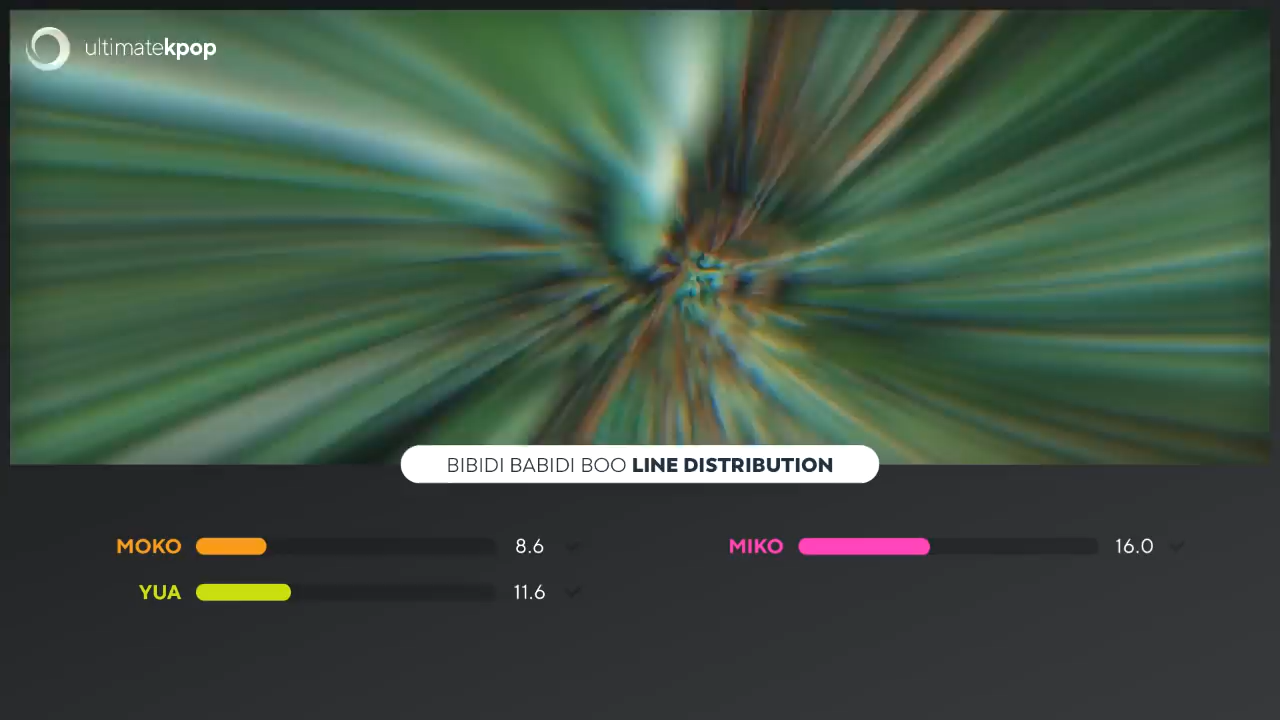 ultimatekpop
BIBIDI BABIDI BOO LINE DISTRIBUTION
MOKO 8.6
MIKO 16.0
YUA 11.6